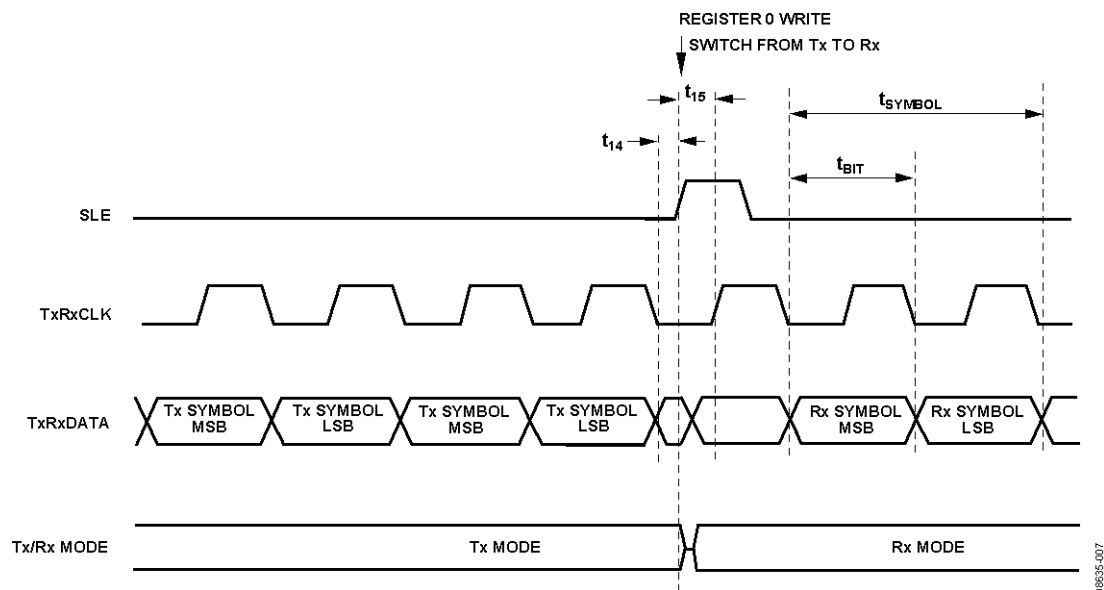 REGISTER 0 WRITE
SWITCH FROM Tx TO Rx
t15
tSYMBOL
t14
tBIT
SLE
TxRxCLK
TxRxDATA
Tx SYMBOL MSB
Tx SYMBOL LSB
Tx SYMBOL MSB
Tx SYMBOL LSB
Rx SYMBOL MSB
Rx SYMBOL LSB
Tx/Rx MODE
Tx MODE
Rx MODE
08635-007